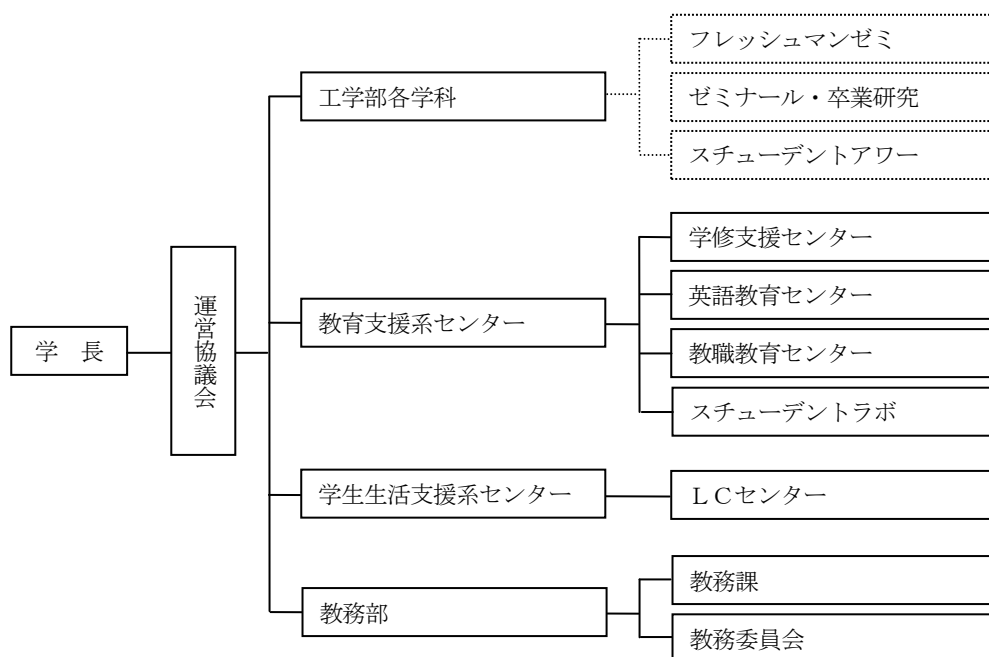 学　長
運営協議会
工学部各学科
フレッシュマンゼミ
ゼミナール・卒業研究
スチューデントアワー
教育支援系センター
学修支援センター
英語教育センター
教職教育センター
スチューデントラボ
学生生活支援系センター
ＬＣセンター
教務部
教務課
教務委員会